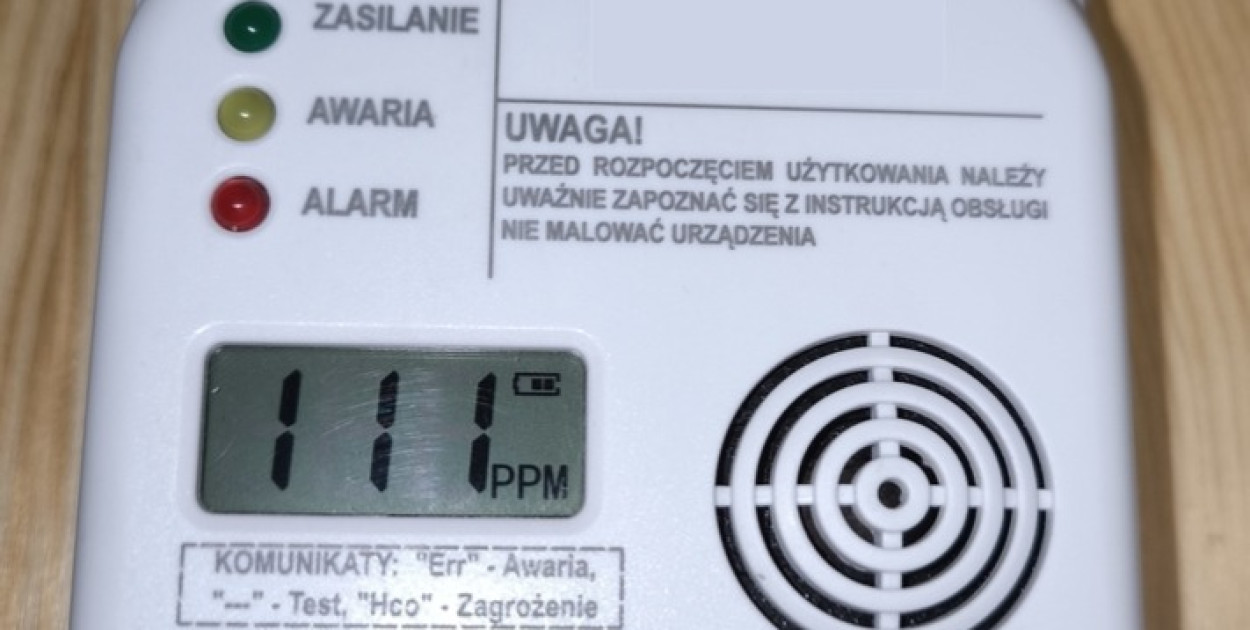 ZASILANIE
AWARIA
ALARM
UWAGA!
PRZED ROZPOCZĘCIEM UŻYTKOWANIA NALEŻY
UWAŹNIE ZAPOZNAĆ SIĘ Z INSTRUKCJĄ OBSŁUGI
NIE MALOWAĆ URZĄDZENIA
111 PPM
KOMUNIKATY: "Err" - Awaria,
"---" - Test, "Hco" - Zagrożenie